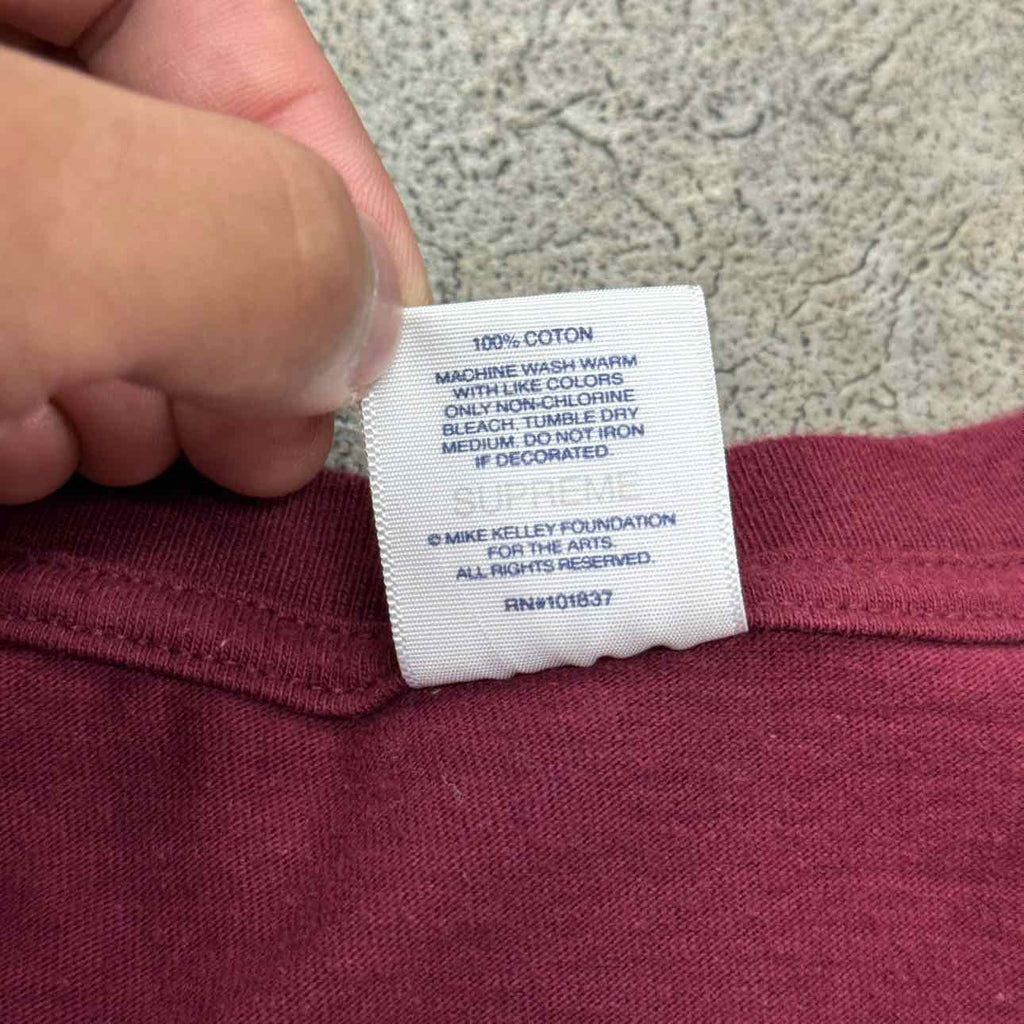 100% COTON
MACHINE WASH WARM
WITH LIKE COLORS
ONLY NON-CHLORINE
BLEACH. TUMBLE DRY
MEDIUM. DO NOT IRON
IF DECORATED.
SUPREME
© MIKE KELLEY FOUNDATION
FOR THE ARTS.
ALL RIGHTS RESERVED.
RN#101837